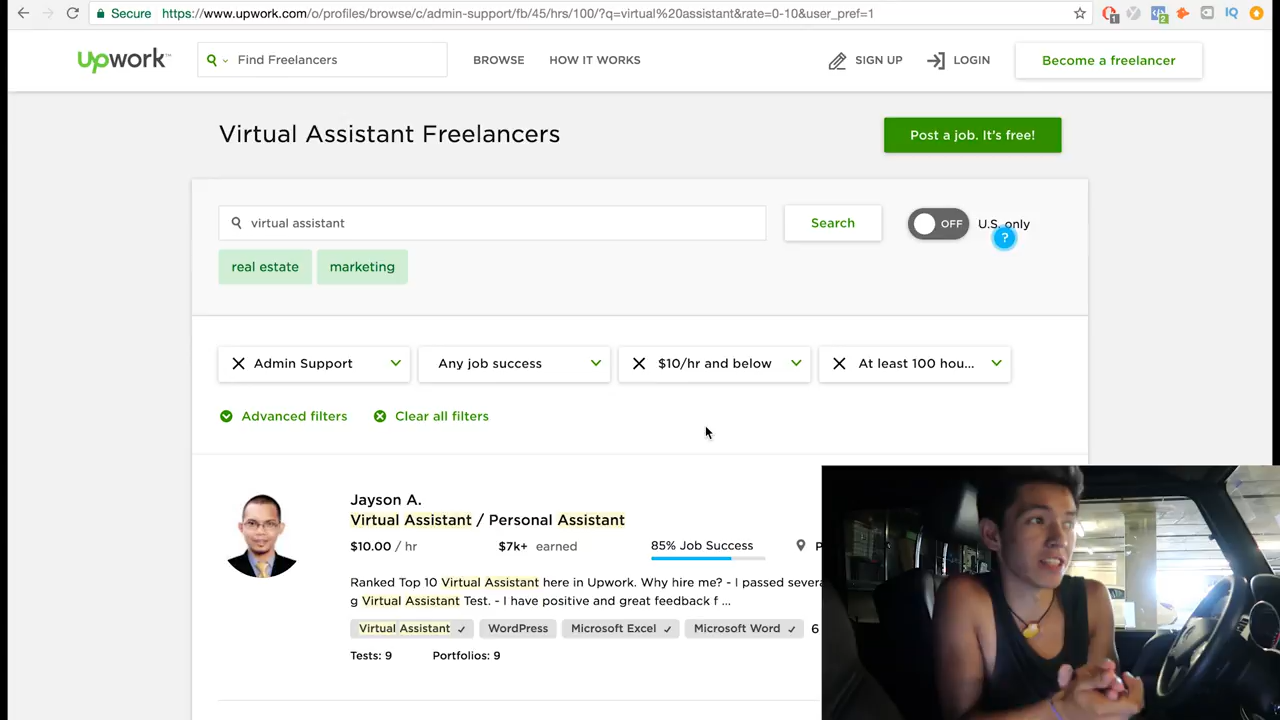 Secure https://www.upwork.com/o/profiles/browse/c/admin-support/fb/45/hrs/100/?q=virtual%20assistant&rate=0-10&user_pref=1
upwork™ Find Freelancers BROWSE HOW IT WORKS SIGN UP LOGIN Become a freelancer
Virtual Assistant Freelancers Post a job. It's free!
virtual assistant Search OFF U.S. only
?
real estate marketing
Admin Support Any job success $10/hr and below At least 100 hou...
Advanced filters Clear all filters
Jayson A.
Virtual Assistant / Personal Assistant
$10.00 / hr $7k+ earned 85% Job Success P
Ranked Top 10 Virtual Assistant here in Upwork. Why hire me? - I passed severa
g Virtual Assistant Test. - I have positive and great feedback f ...
Virtual Assistant ✓ WordPress Microsoft Excel ✓ Microsoft Word ✓ 6
Tests: 9 Portfolios: 9